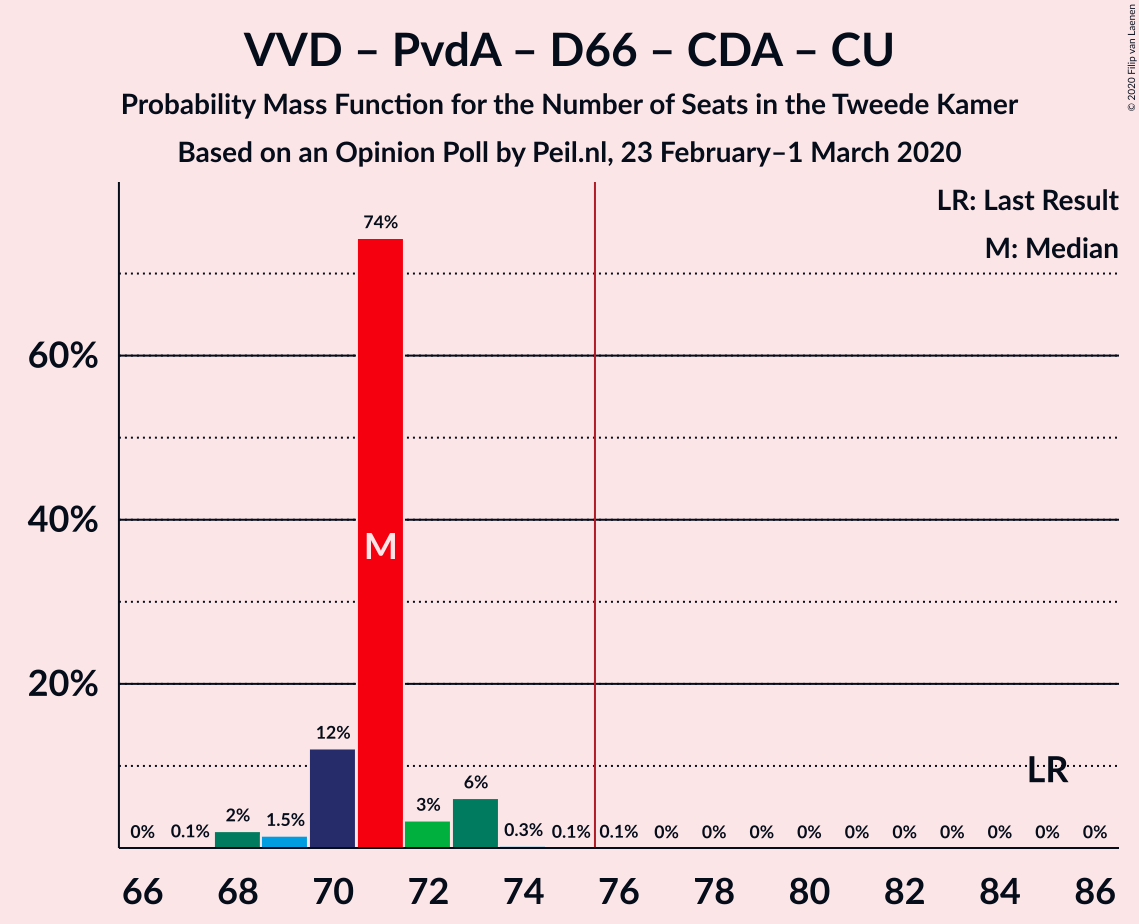 VVD – PvdA – D66 – CDA – CU
Probability Mass Function for the Number of Seats in the Tweede Kamer
Based on an Opinion Poll by Peil.nl, 23 February–1 March 2020
© 2020 Filip van Laenen
LR: Last Result
M: Median
74%
60%
40%
M
20%
12%
LR
6%
3%
2%
1.5%
0% 0.1% 0.3% 0.1% 0.1% 0% 0% 0% 0% 0% 0% 0% 0% 0% 0%
66 68 70 72 74 76 78 80 82 84 86